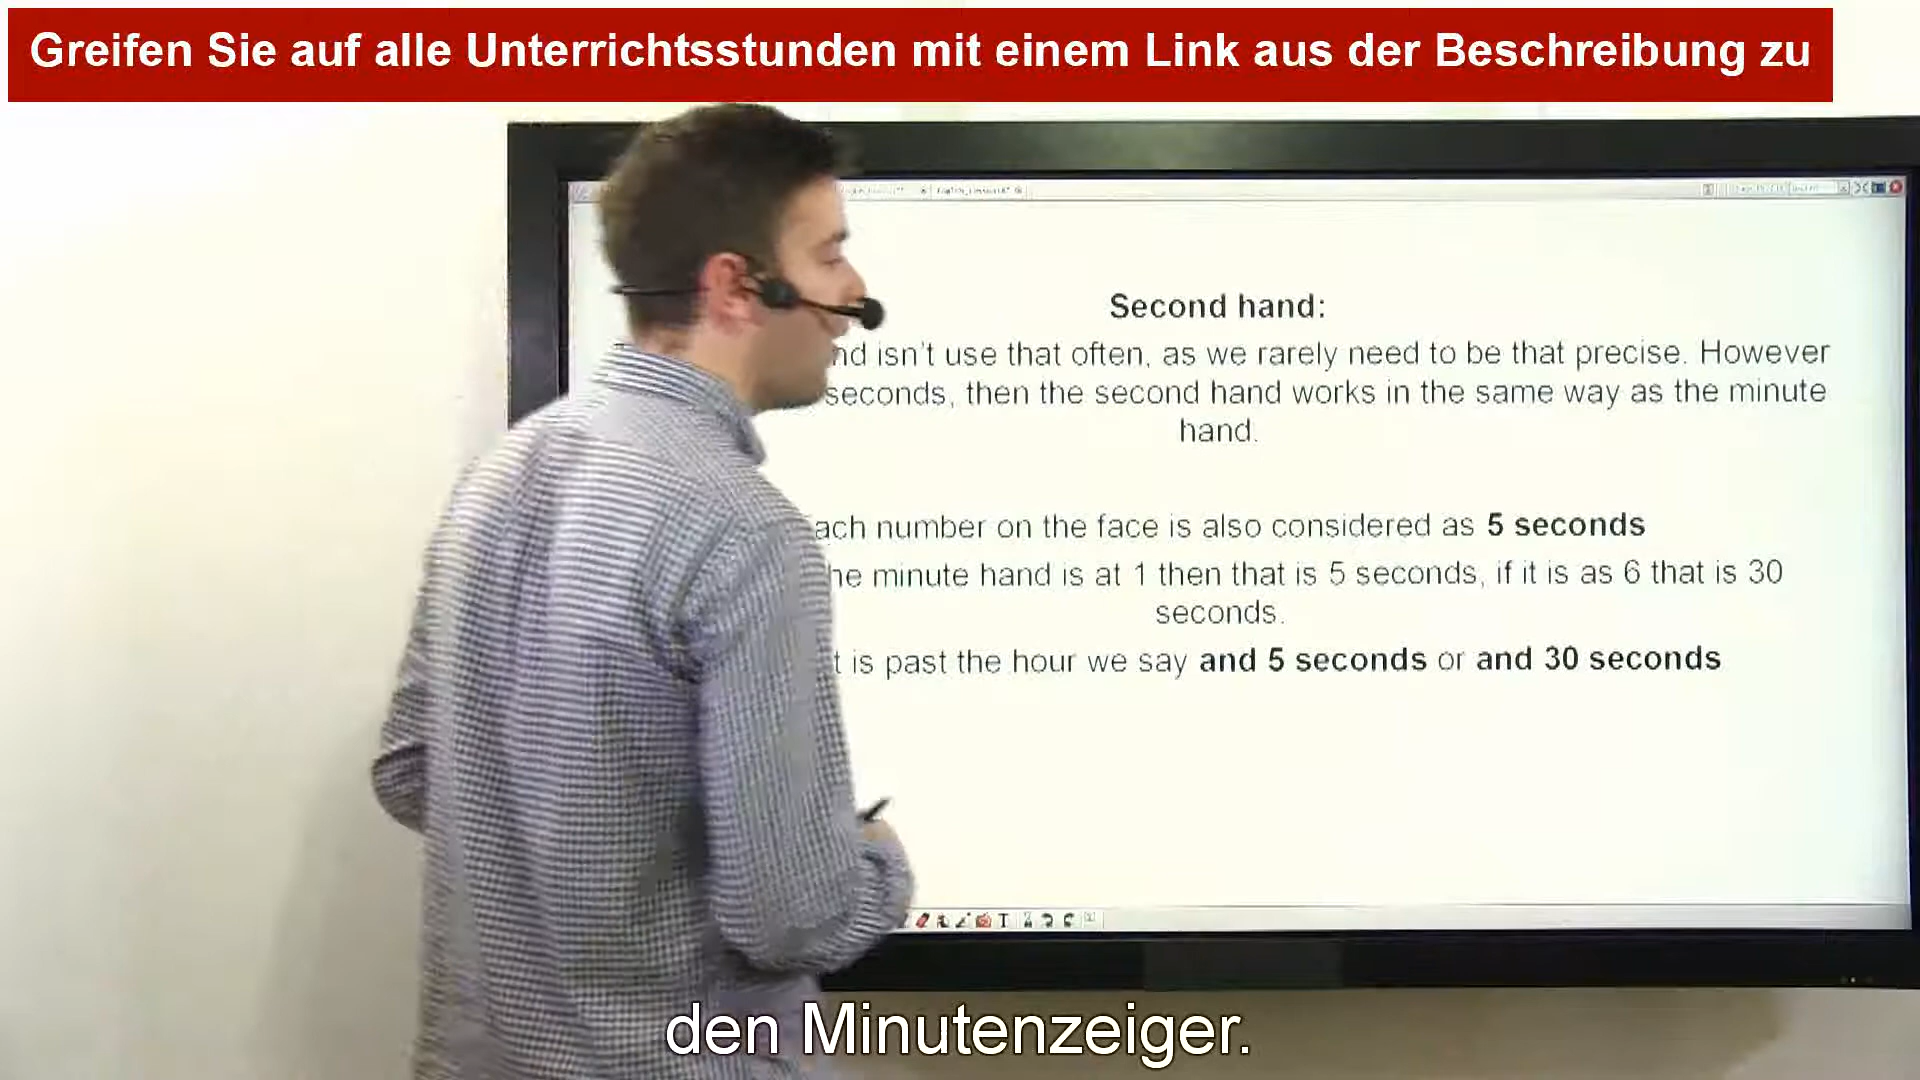 Greifen Sie auf alle Unterrichtsstunden mit einem Link aus der Beschreibung zu
Second hand:
isn't use that often, as we rarely need to be that precise. However
seconds, then the second hand works in the same way as the minute
hand.
number on the face is also considered as 5 seconds
minute hand is at 1 then that is 5 seconds, if it is as 6 that is 30
seconds.
is past the hour we say and 5 seconds or and 30 seconds
den Minutenzeiger.